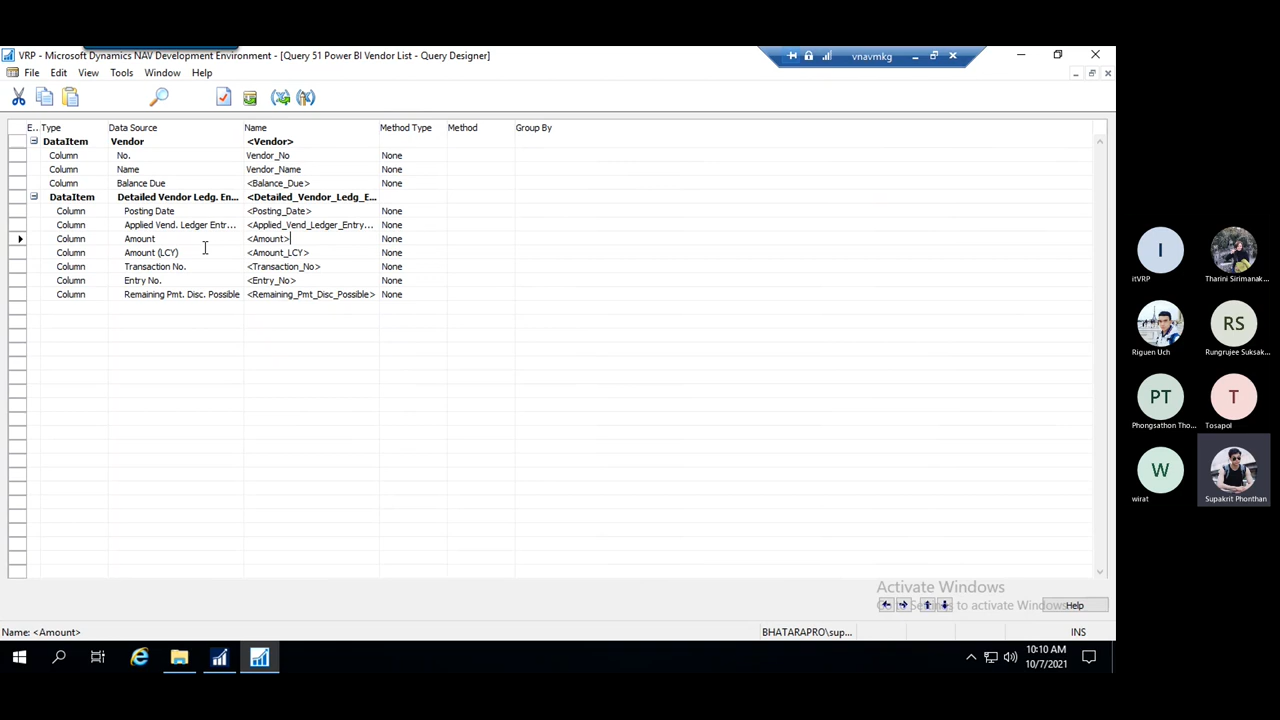 VRP - Microsoft Dynamics NAV Development Environment - [Query 51 Power BI Vendor List - Query Designer]
vnavmkg
File Edit View Tools Window Help
E.. Type Data Source Name Method Type Method Group By
DataItem Vendor <Vendor>
Column No. Vendor_No None
Column Name Vendor_Name None
Column Balance Due <Balance_Due> None
DataItem Detailed Vendor Ledg. En... <Detailed_Vendor_Ledg_E...
Column Posting Date <Posting_Date> None
Column Applied Vend. Ledger Entr... <Applied_Vend_Ledger_Entry... None
Column Amount <Amount> None
Column Amount (LCY) <Amount_LCY> None
Column Transaction No. <Transaction_No> None
Column Entry No. <Entry_No> None
Column Remaining Pmt. Disc. Possible <Remaining_Pmt_Disc_Possible> None
Activate Windows
to activate Windows
Help
Name: <Amount> BHATARAPRO\sup... INS
10:10 AM
10/7/2021
I
itVRP
Tharini Sirimanak...
RS
Riguen Uch
Rungrujee Suksak...
PT
T
Phongsathon Tho...
Tosapol
W
wirat
Supakrit Phonthan